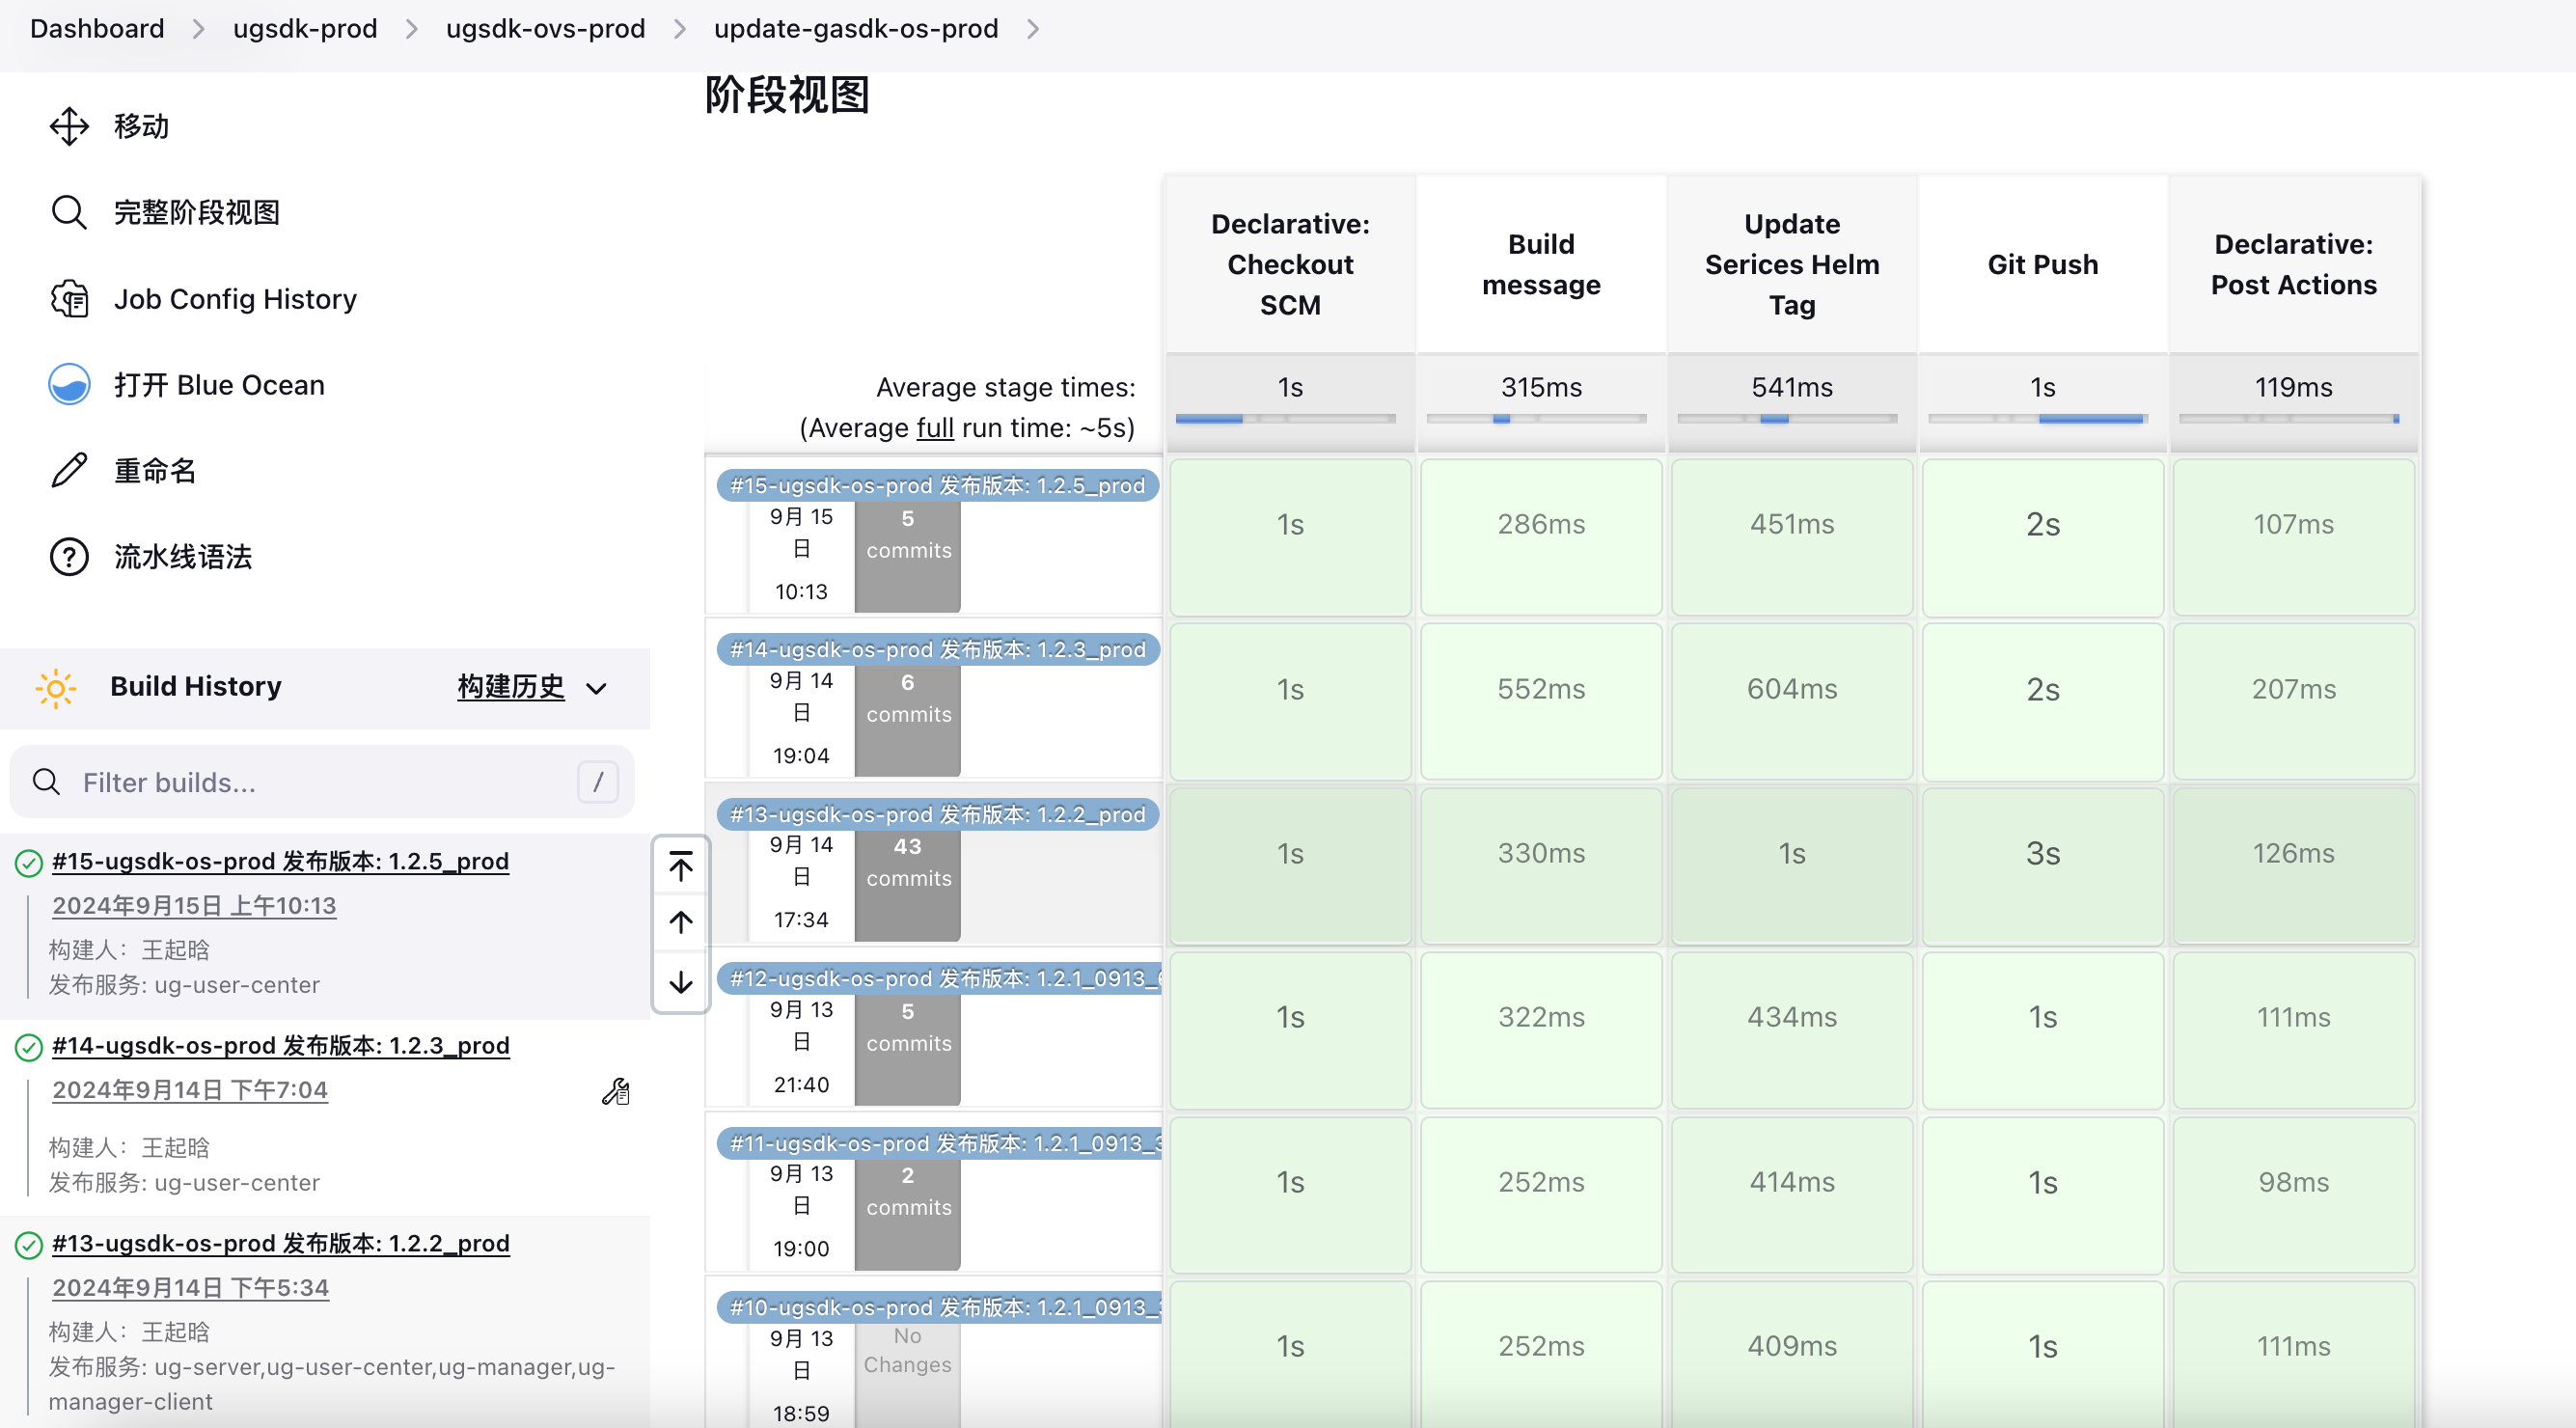 Dashboard > ugsdk-prod > ugsdk-ovs-prod > update-gasdk-os-prod >
移动
完整阶段视图
Job Config History
打开 Blue Ocean
重命名
流水线语法
Build History 构建历史
Filter builds... /
#15-ugsdk-os-prod 发布版本: 1.2.5_prod
2024年9月15日 上午10:13
构建人: 王起晗
发布服务: ug-user-center
#14-ugsdk-os-prod 发布版本: 1.2.3_prod
2024年9月14日 下午7:04
构建人: 王起晗
发布服务: ug-user-center
#13-ugsdk-os-prod 发布版本: 1.2.2_prod
2024年9月14日 下午5:34
构建人: 王起晗
发布服务: ug-server,ug-user-center,ug-manager,ug-
manager-client
阶段视图
Declarative:
Checkout
SCM
Build
message
Update
Serices Helm
Tag
Git Push
Declarative:
Post Actions
Average stage times:
(Average full run time: ~5s)
1s 315ms 541ms 1s 119ms
#15-ugsdk-os-prod 发布版本: 1.2.5_prod
9月 15
日
10:13
5
commits
1s 286ms 451ms 2s 107ms
#14-ugsdk-os-prod 发布版本: 1.2.3_prod
9月 14
日
19:04
6
commits
1s 552ms 604ms 2s 207ms
#13-ugsdk-os-prod 发布版本: 1.2.2_prod
9月 14
日
17:34
43
commits
1s 330ms 1s 3s 126ms
#12-ugsdk-os-prod 发布版本: 1.2.1_0913_
9月 13
日
21:40
5
commits
1s 322ms 434ms 1s 111ms
#11-ugsdk-os-prod 发布版本: 1.2.1_0913_3
9月 13
日
19:00
2
commits
1s 252ms 414ms 1s 98ms
#10-ugsdk-os-prod 发布版本: 1.2.1_0913_
9月 13
日
18:59
No
Changes
1s 252ms 409ms 1s 111ms